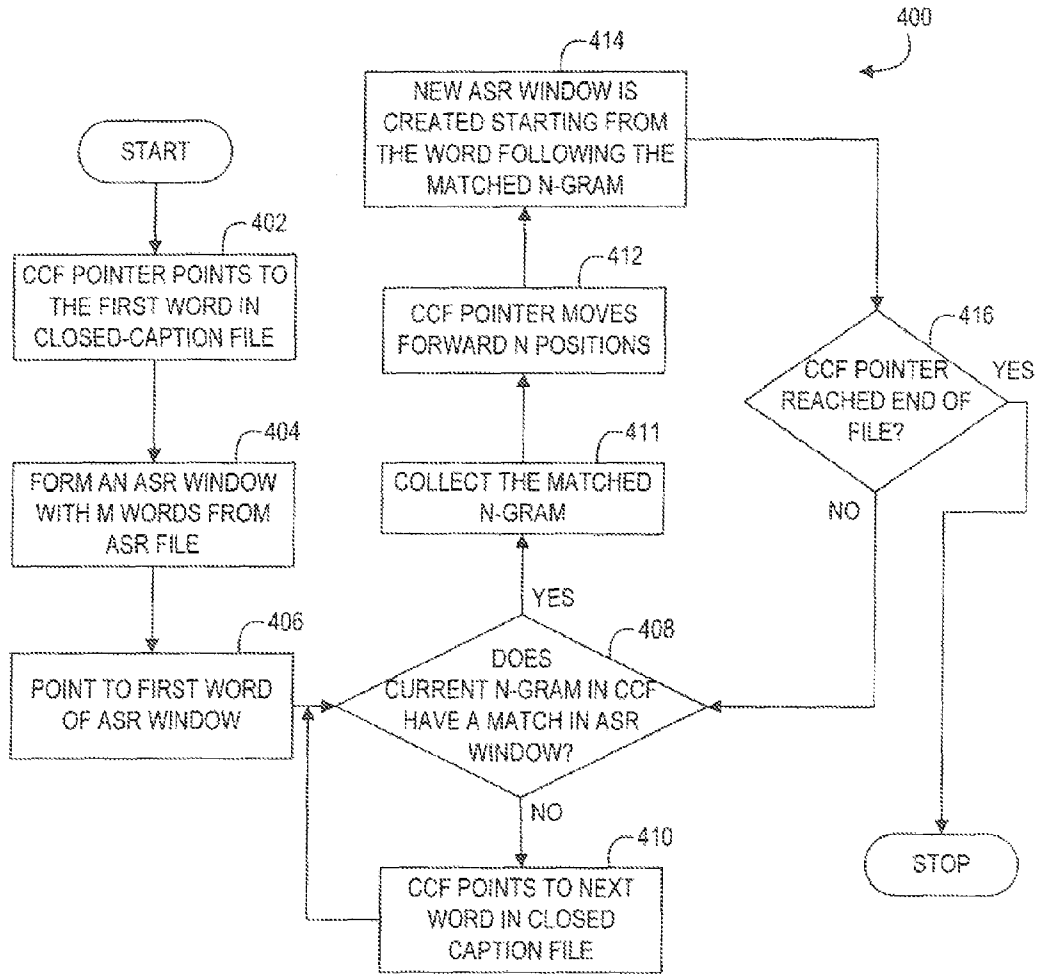 400
START
402
CCF POINTER POINTS TO
THE FIRST WORD IN
CLOSED-CAPTION FILE
404
FORM AN ASR WINDOW
WITH M WORDS FROM
ASR FILE
406
POINT TO FIRST WORD
OF ASR WINDOW
408
DOES
CURRENT N-GRAM IN CCF
HAVE A MATCH IN ASR
WINDOW?
NO
410
CCF POINTS TO NEXT
WORD IN CLOSED
CAPTION FILE
YES
411
COLLECT THE MATCHED
N-GRAM
412
CCF POINTER MOVES
FORWARD N POSITIONS
414
NEW ASR WINDOW IS
CREATED STARTING FROM
THE WORD FOLLOWING THE
MATCHED N-GRAM
416
CCF POINTER
REACHED END OF
FILE?
YES
NO
STOP